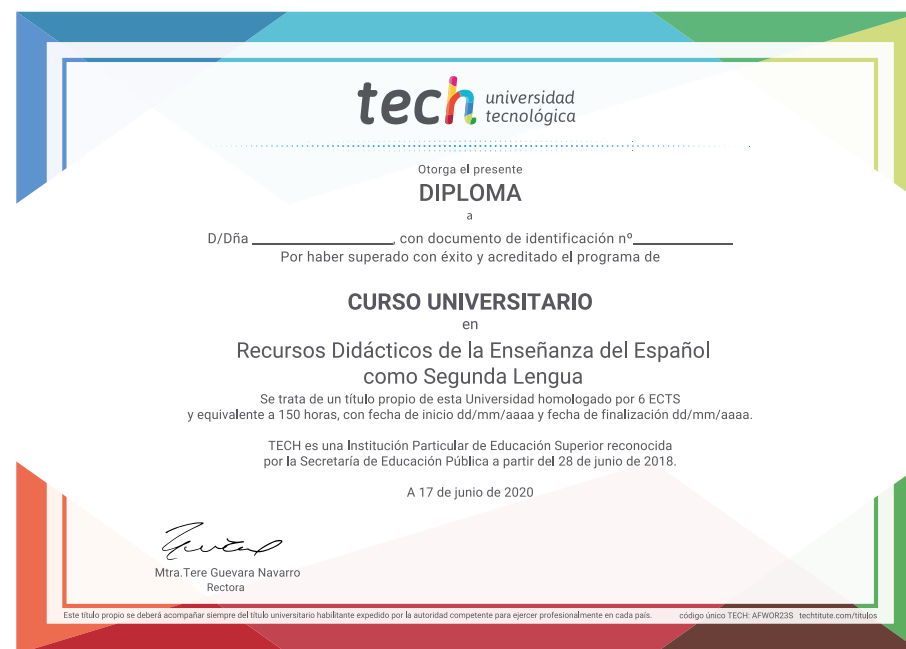 tech universidad
tecnológica
Otorga el presente
DIPLOMA
a
D/Dña ____________________, con documento de identificación nº______________
Por haber superado con éxito y acreditado el programa de
CURSO UNIVERSITARIO
en
Recursos Didácticos de la Enseñanza del Español
como Segunda Lengua
Se trata de un título propio de esta Universidad homologado por 6 ECTS
y equivalente a 150 horas, con fecha de inicio dd/mm/aaaa y fecha de finalización dd/mm/aaaa.
TECH es una Institución Particular de Educación Superior reconocida
por la Secretaría de Educación Pública a partir del 28 de junio de 2018.
A 17 de junio de 2020
Mtra.Tere Guevara Navarro
Rectora
Este título propio se deberá acompañar siempre del título universitario habilitante expedido por la autoridad competente para ejercer profesionalmente en cada país. código único TECH: AFWOR23S techtitute.com/titulos